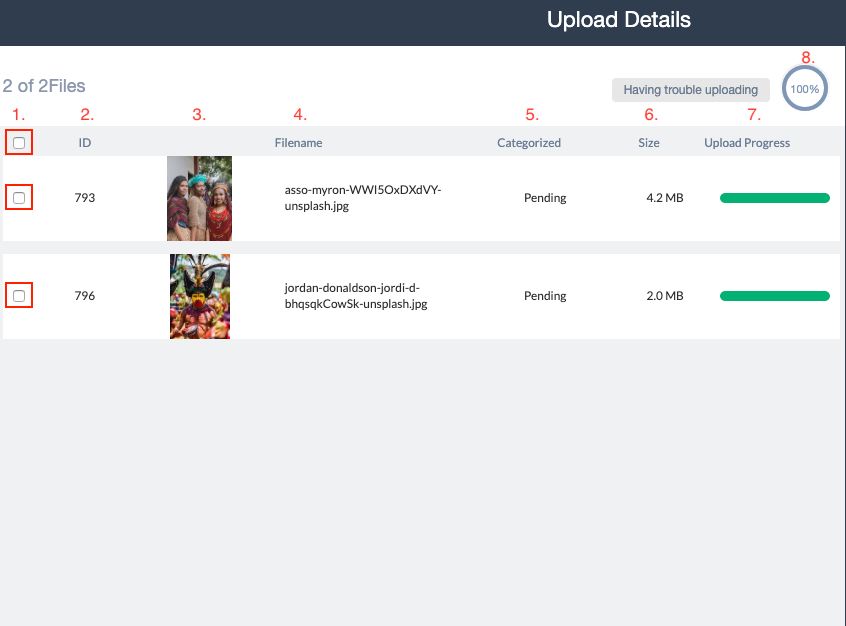 Upload Details
8.
2 of 2Files
Having trouble uploading
100%
1. 2. 3. 4. 5. 6. 7.
ID Filename Categorized Size Upload Progress
793 asso-myron-WWI5OxDXdVY-
unsplash.jpg Pending 4.2 MB
796 jordan-donaldson-jordi-d-
bhqsqkCowSk-unsplash.jpg Pending 2.0 MB